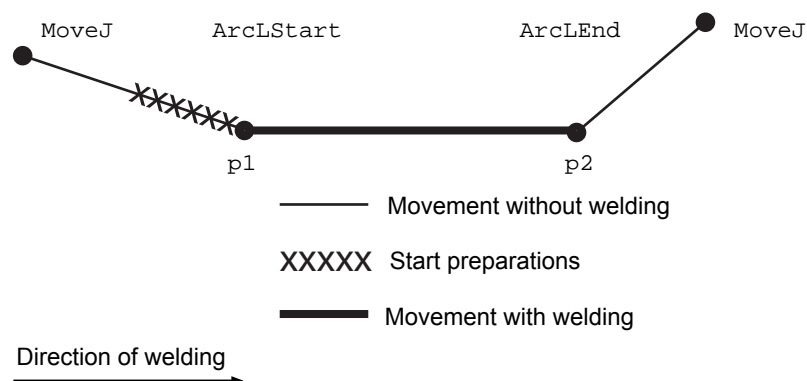 MoveJ ArcLStart ArcLEnd MoveJ
p1 p2
Movement without welding
XXXXX Start preparations
Movement with welding
Direction of welding